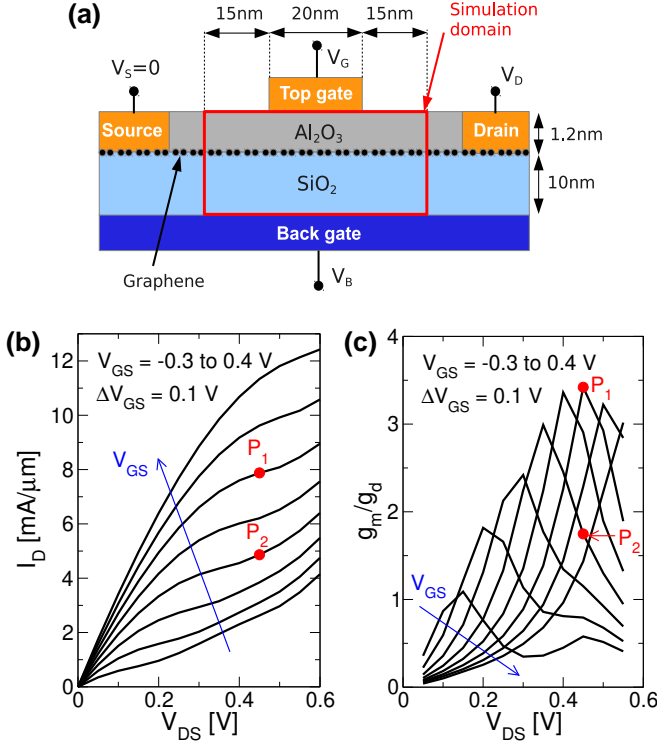 (a)
15nm 20nm 15nm
Simulation
domain
V_S=0
V_G
V_D
Top gate
Source
Al₂O₃
Drain
1.2nm
SiO₂
10nm
Back gate
Graphene
V_B
(b)
V_GS = -0.3 to 0.4 V
ΔV_GS = 0.1 V
V_GS
P₁
P₂
I_D [mA/μm]
12
10
8
6
4
2
0
0 0.2 0.4 0.6
V_DS [V]
(c)
V_GS = -0.3 to 0.4 V
ΔV_GS = 0.1 V
P₁
P₂
V_GS
g_m/g_d
4
3
2
1
0
0 0.2 0.4 0.6
V_DS [V]